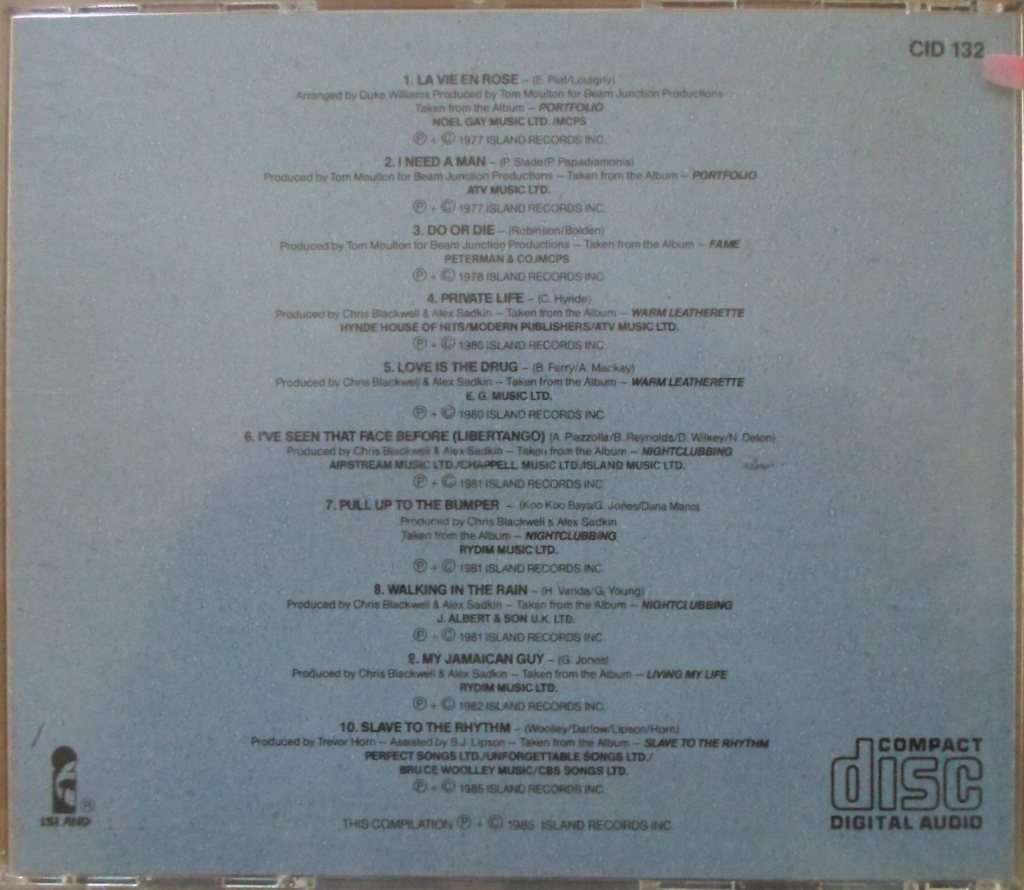 CID 132
1. LA VIE EN ROSE – (E. Piaf/Louiguy)
Arranged by Duke Williams Produced by Tom Moulton for Beam Junction Productions
Taken from the Album – PORTFOLIO
NOEL GAY MUSIC LTD. /MCPS
Ⓟ + © 1977 ISLAND RECORDS INC.
2. I NEED A MAN – (P. Slade/P. Papadiamonis)
Produced by Tom Moulton for Beam Junction Productions – Taken from the Album – PORTFOLIO
ATV MUSIC LTD.
Ⓟ + © 1977 ISLAND RECORDS INC.
3. DO OR DIE – (Robinson/Bolden)
Produced by Tom Moulton for Beam Junction Productions – Taken from the Album – FAME
PETERMAN & CO/MCPS
Ⓟ + © 1978 ISLAND RECORDS INC.
4. PRIVATE LIFE – (C. Hynde)
Produced by Chris Blackwell & Alex Sadkin – Taken from the Album – WARM LEATHERETTE
HYNDE HOUSE OF HITS/MODERN PUBLISHERS/ATV MUSIC LTD.
Ⓟ + © 1980 ISLAND RECORDS INC.
5. LOVE IS THE DRUG – (B. Ferry/A. Mackay)
Produced by Chris Blackwell & Alex Sadkin – Taken from the Album – WARM LEATHERETTE
E. G. MUSIC LTD.
Ⓟ + © 1980 ISLAND RECORDS INC.
6. I'VE SEEN THAT FACE BEFORE (LIBERTANGO) (A. Piazzolla/B. Reynolds/D. Wilkey/N. Delon)
Produced by Chris Blackwell & Alex Sadkin – Taken from the Album – NIGHTCLUBBING
AIRSTREAM MUSIC LTD./CHAPPELL MUSIC LTD./ISLAND MUSIC LTD.
Ⓟ + © 1981 ISLAND RECORDS INC.
7. PULL UP TO THE BUMPER – (Koo Koo Baya/G. Jones/Dana Mano)
Produced by Chris Blackwell & Alex Sadkin
Taken from the Album – NIGHTCLUBBING
RYDIM MUSIC LTD.
Ⓟ + © 1981 ISLAND RECORDS INC.
8. WALKING IN THE RAIN – (H. Vanda/G. Young)
Produced by Chris Blackwell & Alex Sadkin – Taken from the Album – NIGHTCLUBBING
J. ALBERT & SON U.K. LTD.
Ⓟ + © 1981 ISLAND RECORDS INC.
9. MY JAMAICAN GUY – (G. Jones)
Produced by Chris Blackwell & Alex Sadkin – Taken from the Album – LIVING MY LIFE
RYDIM MUSIC LTD.
Ⓟ + © 1982 ISLAND RECORDS INC.
10. SLAVE TO THE RHYTHM – (Woolley/Darlow/Lipson/Horn)
Produced by Trevor Horn – Assisted by S.J. Lipson – Taken from the Album – SLAVE TO THE RHYTHM
PERFECT SONGS LTD./UNFORGETTABLE SONGS LTD./
BRUCE WOOLLEY MUSIC/CBS SONGS LTD.
Ⓟ + © 1985 ISLAND RECORDS INC.
THIS COMPILATION Ⓟ + © 1985 ISLAND RECORDS INC.
ISLAND ®
COMPACT
disc
DIGITAL AUDIO